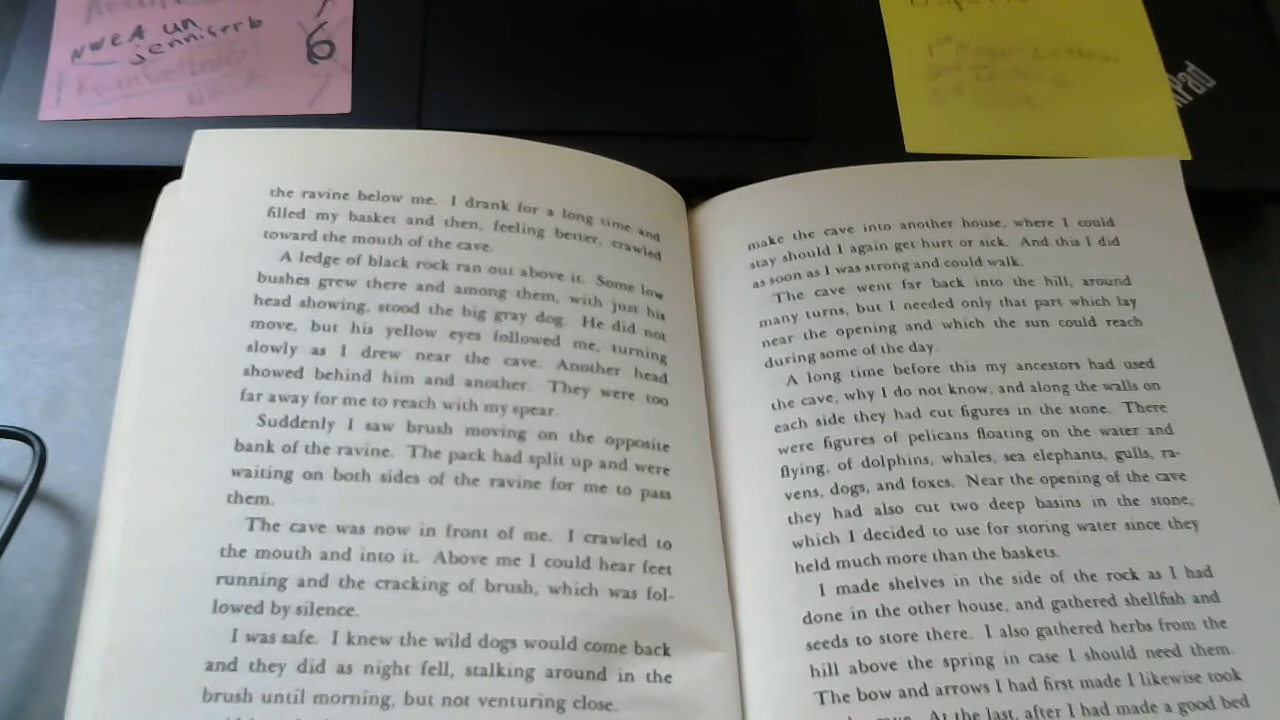 NWEA un
jenniserb
6
the ravine below me. I drank for a long time and
filled my basket and then, feeling better, crawled
toward the mouth of the cave.
A ledge of black rock ran out above it. Some low
bushes grew there and among them, with just his
head showing, stood the big gray dog. He did not
move, but his yellow eyes followed me, turning
slowly as I drew near the cave. Another head
showed behind him and another. They were too
far away for me to reach with my spear.
Suddenly I saw brush moving on the opposite
bank of the ravine. The pack had split up and were
waiting on both sides of the ravine for me to pass
them.
The cave was now in front of me. I crawled to
the mouth and into it. Above me I could hear feet
running and the cracking of brush, which was fol-
lowed by silence.
I was safe. I knew the wild dogs would come back
and they did as night fell, stalking around in the
brush until morning, but not venturing close.
make the cave into another house, where I could
stay should I again get hurt or sick. And this I did
as soon as I was strong and could walk.
The cave went far back into the hill, around
many turns, but I needed only that part which lay
near the opening and which the sun could reach
during some of the day.
A long time before this my ancestors had used
the cave, why I do not know, and along the walls on
each side they had cut figures in the stone. There
were figures of pelicans floating on the water and
flying, of dolphins, whales, sea elephants, gulls, ra-
vens, dogs, and foxes. Near the opening of the cave
they had also cut two deep basins in the stone,
which I decided to use for storing water since they
held much more than the baskets.
I made shelves in the side of the rock as I had
done in the other house, and gathered shellfish and
seeds to store there. I also gathered herbs from the
hill above the spring in case I should need them.
The bow and arrows I had first made I likewise took
At the last, after I had made a good bed